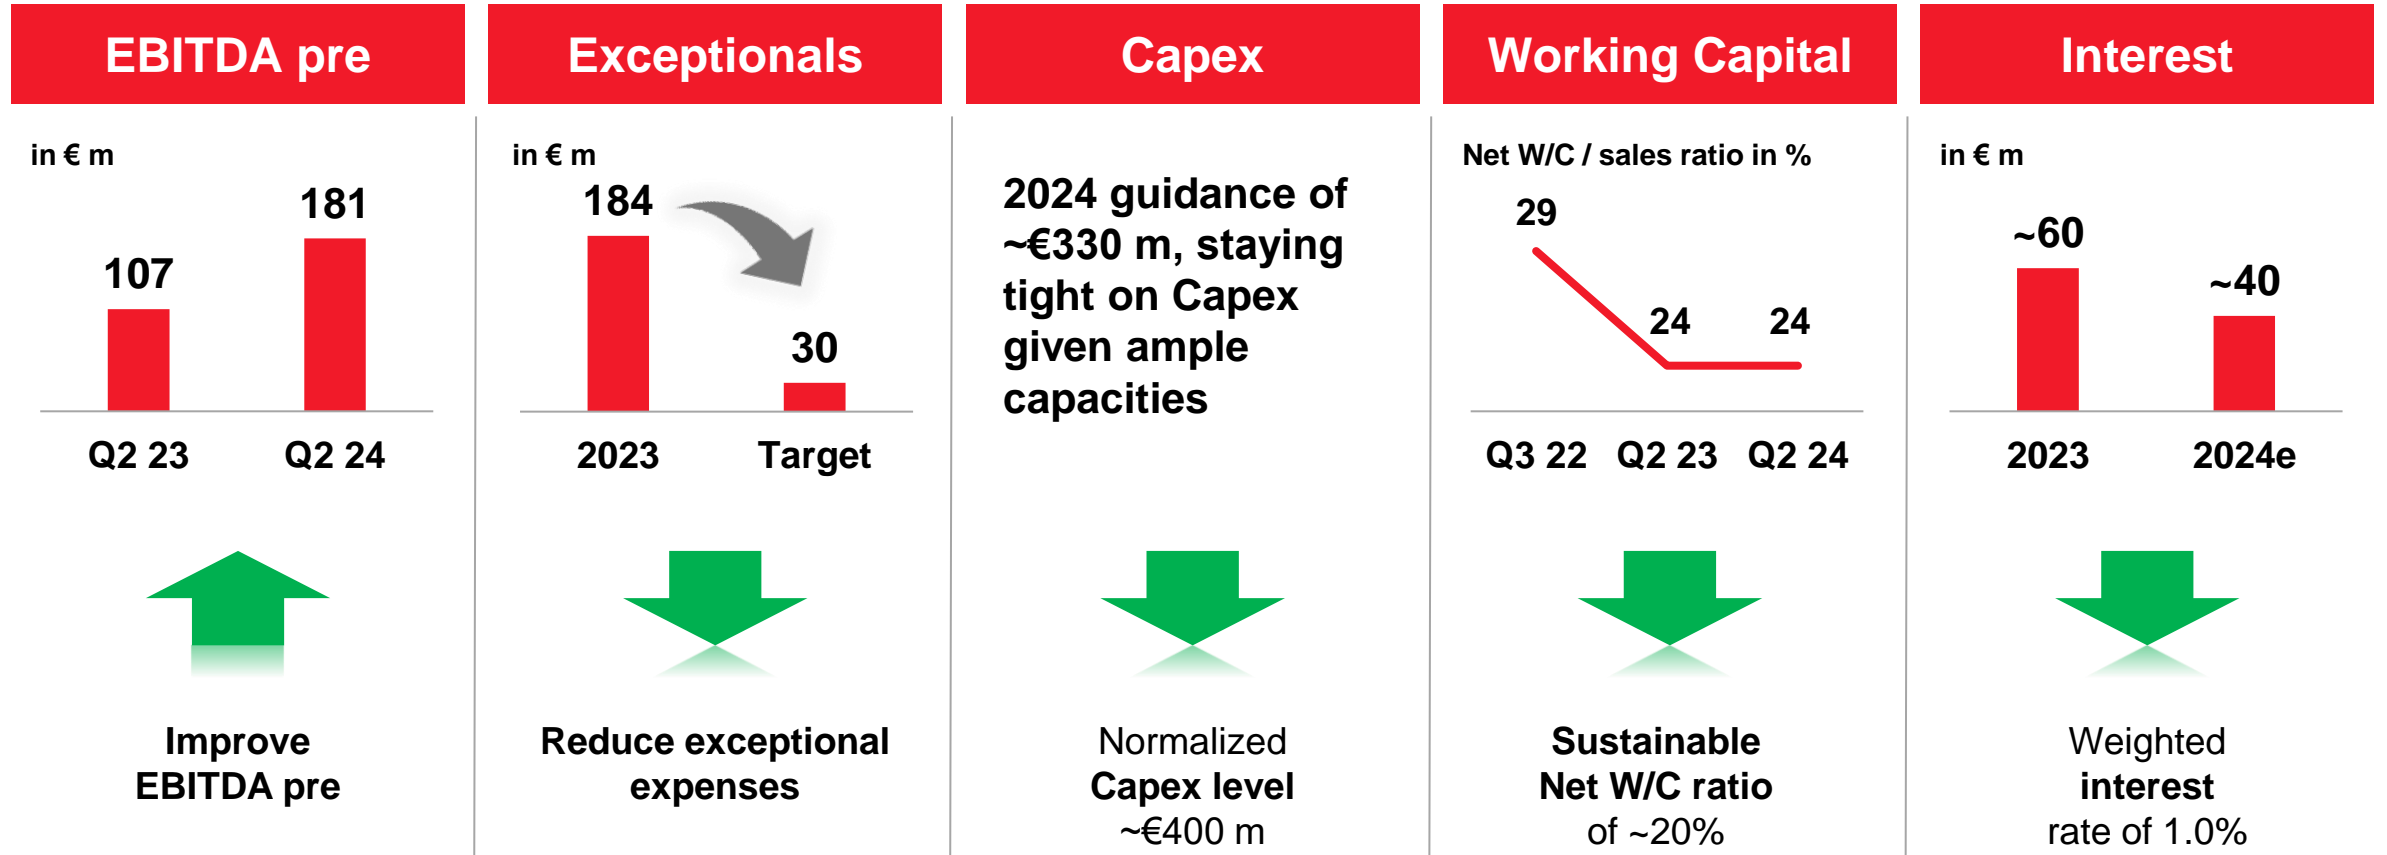 EBITDA pre
in € m
107
181
Q2 23
Q2 24
Improve
EBITDA pre
Exceptionals
in € m
184
30
2023
Target
Reduce exceptional
expenses
Capex
2024 guidance of
~€330 m, staying
tight on Capex
given ample
capacities
Normalized
Capex level
~€400 m
Working Capital
Net W/C / sales ratio in %
29
24
24
Q3 22
Q2 23
Q2 24
Sustainable
Net W/C ratio
of ~20%
Interest
in € m
~60
~40
2023
2024e
Weighted
interest
rate of 1.0%